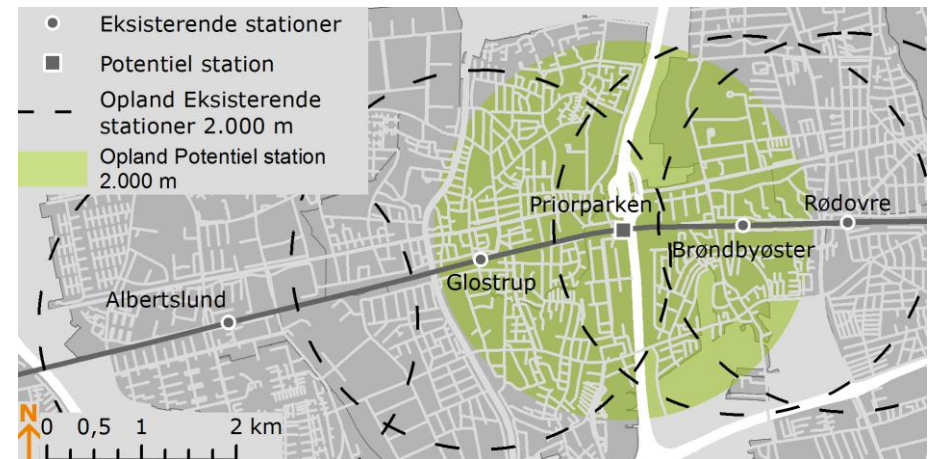 Eksisterende stationer
Potentiel station
Opland Eksisterende
stationer 2.000 m
Opland Potentiel station
2.000 m
Priorparken
Rødovre
Brøndbyøster
Glostrup
Albertslund
N
0 0,5 1 2 km